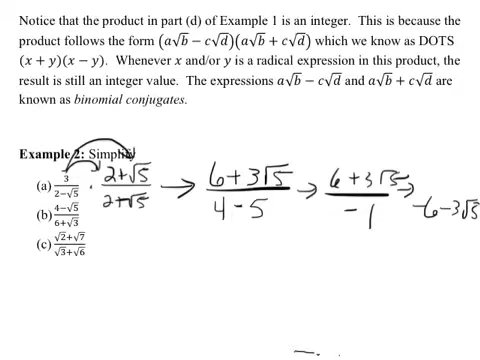 Notice that the product in part (d) of Example 1 is an integer. This is because the
product follows the form (a√b − c√d)(a√b + c√d) which we know as DOTS
(x + y)(x − y). Whenever x and/or y is a radical expression in this product, the
result is still an integer value. The expressions a√b − c√d and a√b + c√d are
known as binomial conjugates.
Example 2: Simplify
(a) 3/(2−√5) · (2+√5)/(2+√5) → (6+3√5)/(4−5) → (6+3√5)/(−1) → -6-3√5
(b) (4−√5)/(6+√3)
(c) (√2+√7)/(√3+√6)